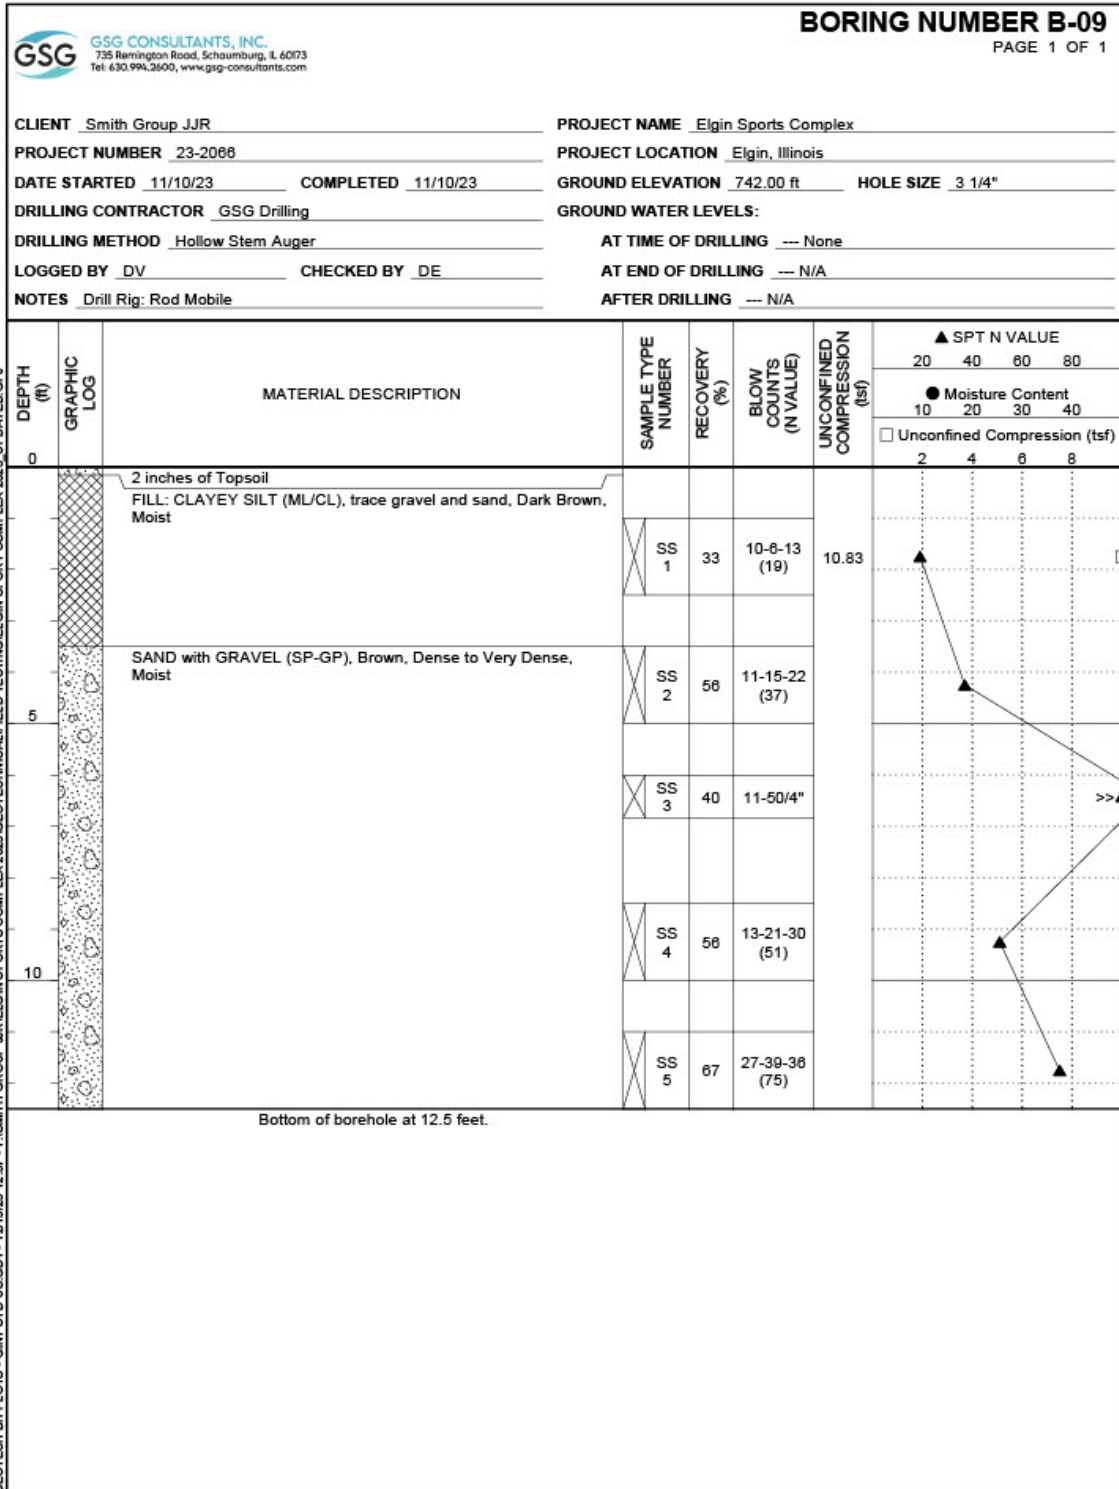 BORING NUMBER B-09
PAGE 1 OF 1
GSG
GSG CONSULTANTS, INC.
735 Remington Road, Schaumburg, IL 60173
Tel: 630.994.2600, www.gsg-consultants.com
CLIENT Smith Group JJR
PROJECT NAME Elgin Sports Complex
PROJECT NUMBER 23-2066
PROJECT LOCATION Elgin, Illinois
DATE STARTED 11/10/23 COMPLETED 11/10/23
GROUND ELEVATION 742.00 ft HOLE SIZE 3 1/4"
DRILLING CONTRACTOR GSG Drilling
GROUND WATER LEVELS:
DRILLING METHOD Hollow Stem Auger
AT TIME OF DRILLING --- None
LOGGED BY DV CHECKED BY DE
AT END OF DRILLING --- N/A
NOTES Drill Rig: Rod Mobile
AFTER DRILLING --- N/A
DEPTH
(ft)
GRAPHIC
LOG
MATERIAL DESCRIPTION
SAMPLE TYPE
NUMBER
RECOVERY
(%)
BLOW
COUNTS
(N VALUE)
UNCONFINED
COMPRESSION
(tsf)
▲ SPT N VALUE
20 40 60 80
● Moisture Content
10 20 30 40
□ Unconfined Compression (tsf)
2 4 6 8
0
2 inches of Topsoil
FILL: CLAYEY SILT (ML/CL), trace gravel and sand, Dark Brown,
Moist
SS
1
33
10-6-13
(19)
10.83
SAND with GRAVEL (SP-GP), Brown, Dense to Very Dense,
Moist
SS
2
56
11-15-22
(37)
5
SS
3
40
11-50/4"
>>
SS
4
56
13-21-30
(51)
10
SS
5
67
27-39-36
(75)
Bottom of borehole at 12.5 feet.